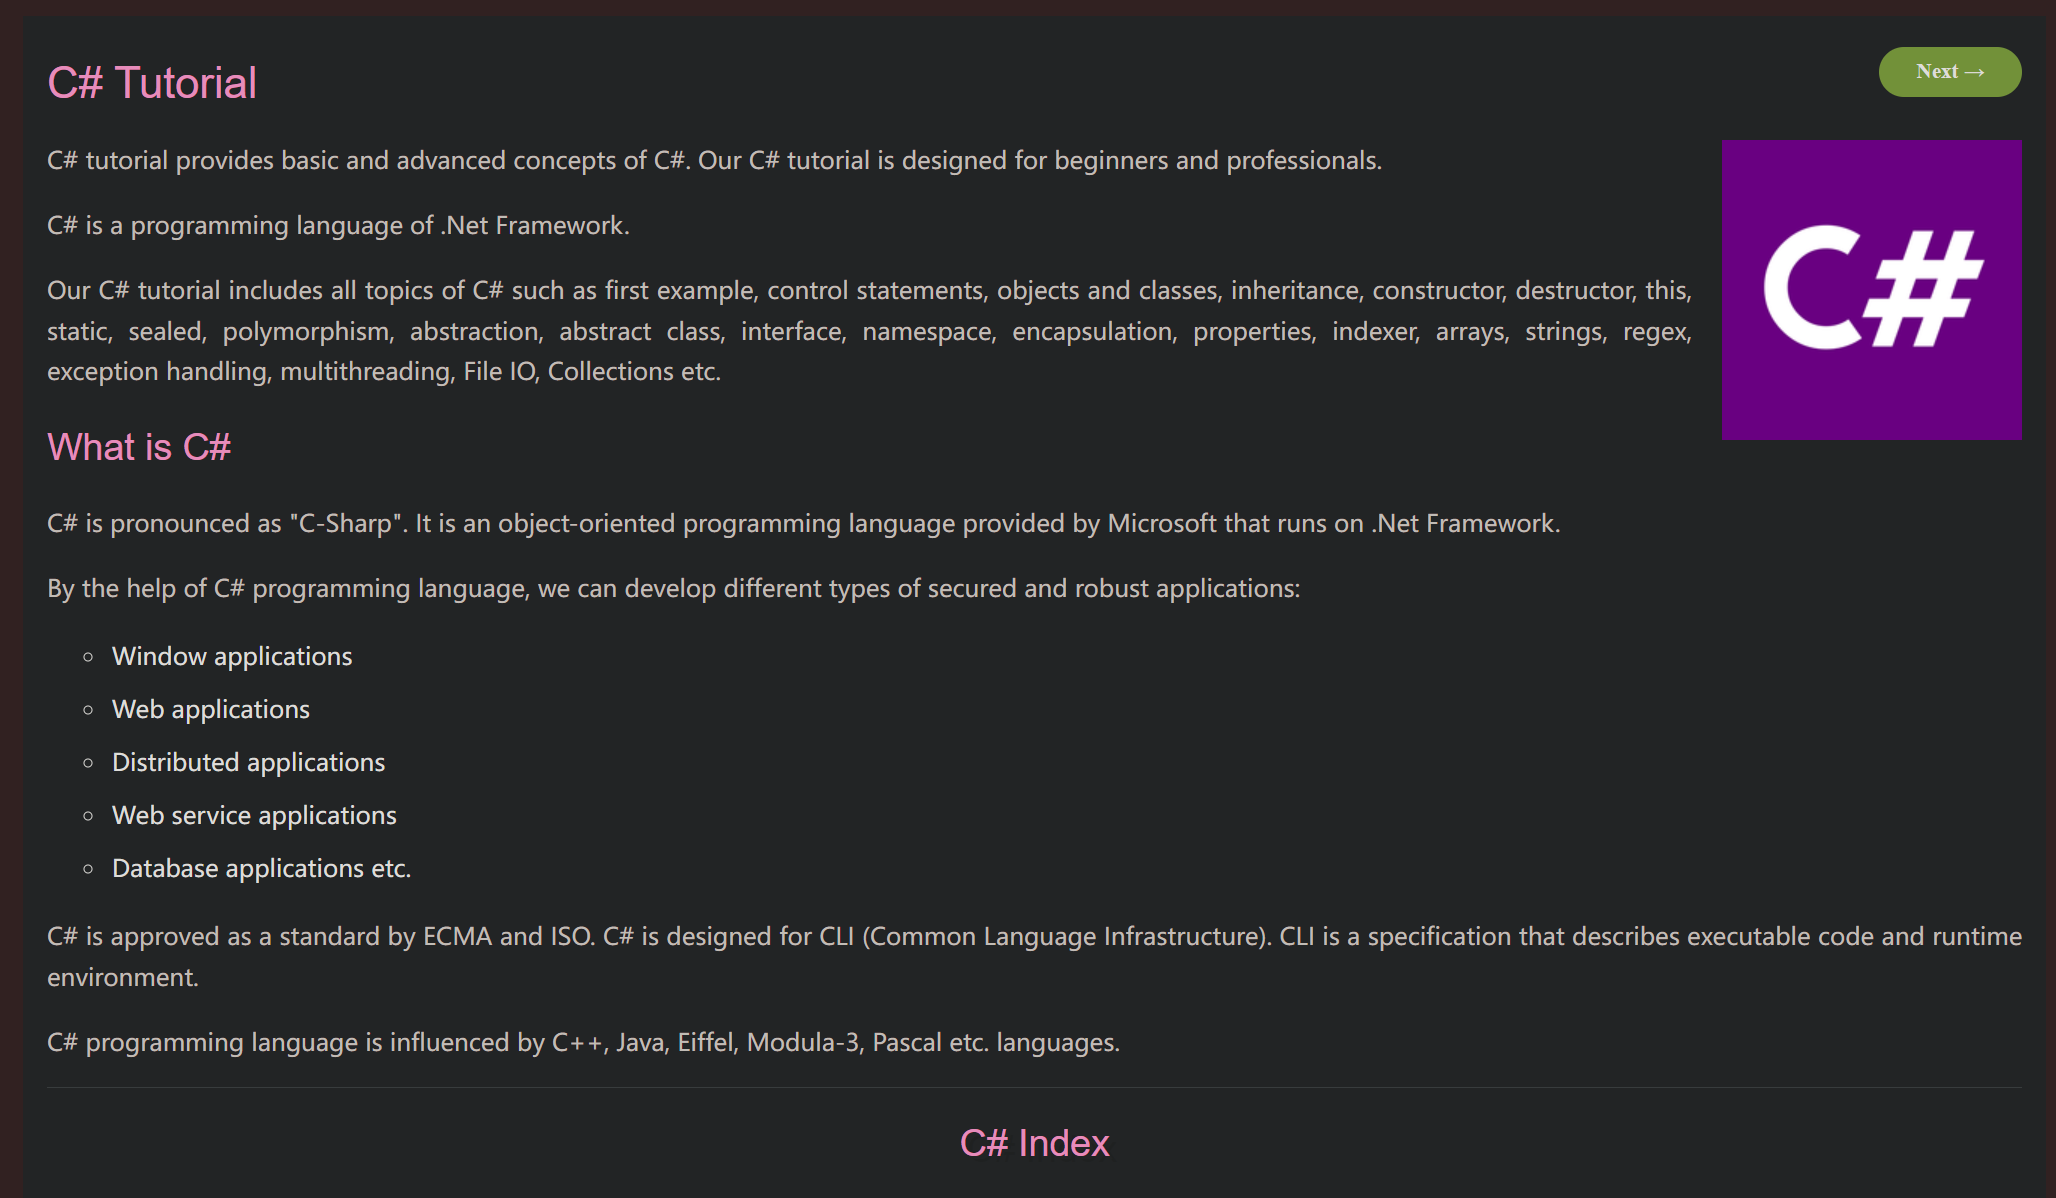 C# Tutorial
Next →
C# tutorial provides basic and advanced concepts of C#. Our C# tutorial is designed for beginners and professionals.
C# is a programming language of .Net Framework.
C#
Our C# tutorial includes all topics of C# such as first example, control statements, objects and classes, inheritance, constructor, destructor, this,
static, sealed, polymorphism, abstraction, abstract class, interface, namespace, encapsulation, properties, indexer, arrays, strings, regex,
exception handling, multithreading, File IO, Collections etc.
What is C#
C# is pronounced as "C-Sharp". It is an object-oriented programming language provided by Microsoft that runs on .Net Framework.
By the help of C# programming language, we can develop different types of secured and robust applications:
Window applications
Web applications
Distributed applications
Web service applications
Database applications etc.
C# is approved as a standard by ECMA and ISO. C# is designed for CLI (Common Language Infrastructure). CLI is a specification that describes executable code and runtime
environment.
C# programming language is influenced by C++, Java, Eiffel, Modula-3, Pascal etc. languages.
C# Index